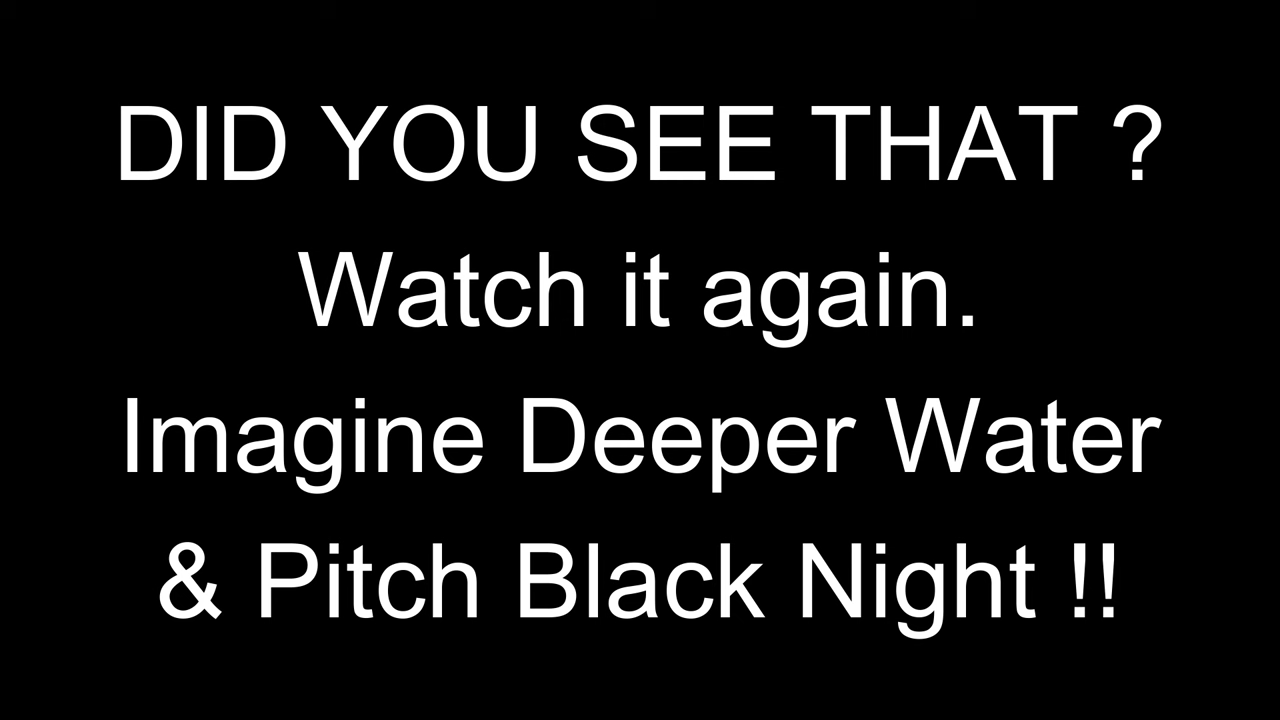 DID YOU SEE THAT ?
Watch it again.
Imagine Deeper Water
& Pitch Black Night !!